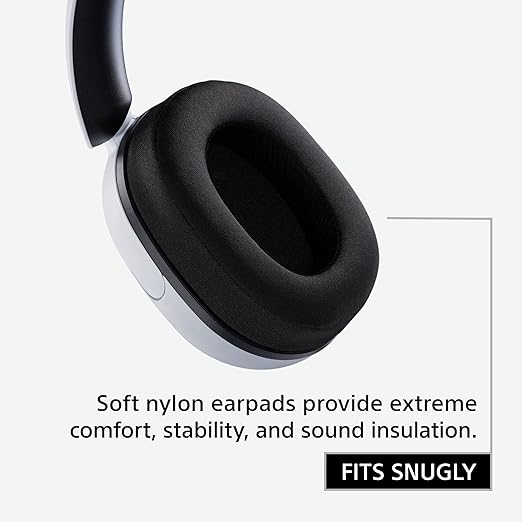 Soft nylon earpads provide extreme
comfort, stability, and sound insulation.
FITS SNUGLY